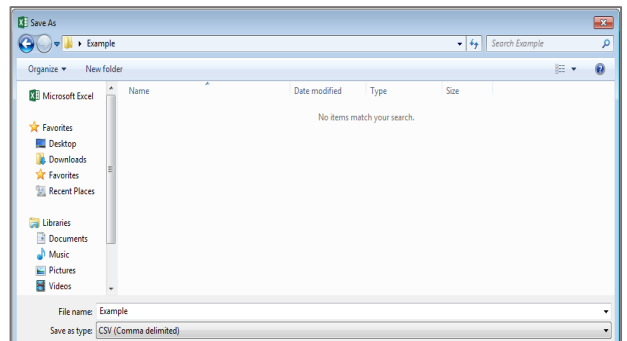 Save As
Example
Search Example
Organize
New folder
Name
Date modified
Type
Size
Microsoft Excel
No items match your search.
Favorites
Desktop
Downloads
Favorites
Recent Places
Libraries
Documents
Music
Pictures
Videos
File name: Example
Save as type: CSV (Comma delimited)